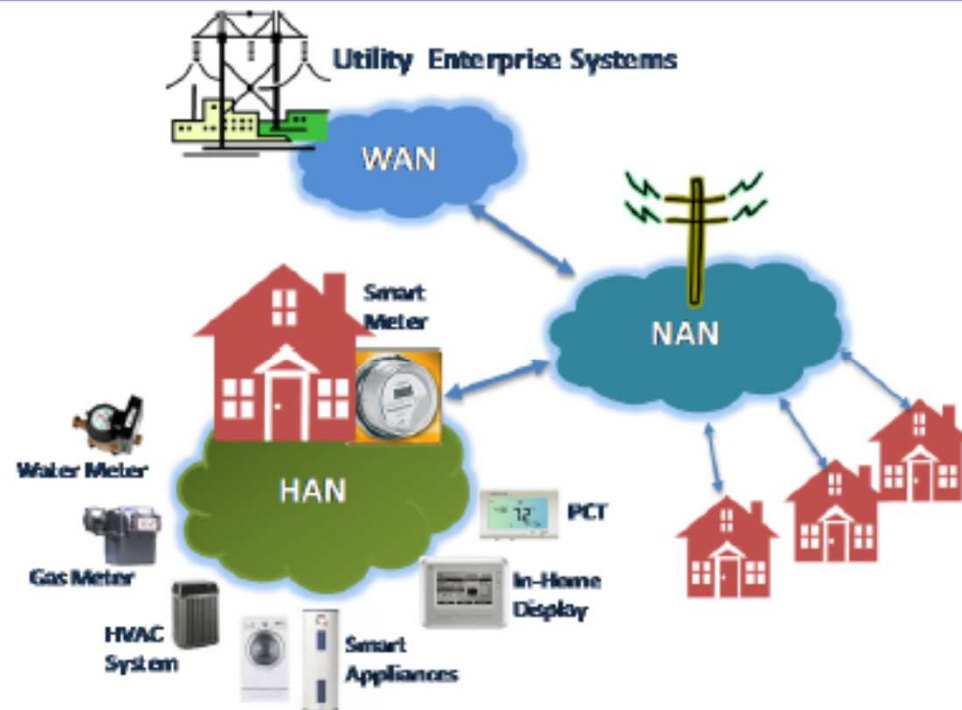 Utility Enterprise Systems
WAN
NAN
Smart
Meter
HAN
Water Meter
Gas Meter
HVAC
System
Smart
Appliances
In-Home
Display
PCT
72